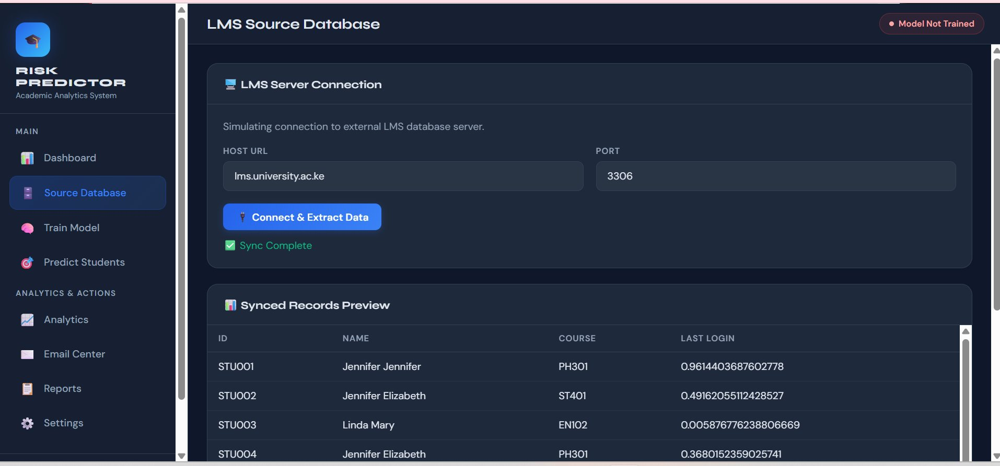 RISK
PREDICTOR
Academic Analytics System
MAIN
Dashboard
Source Database
Train Model
Predict Students
ANALYTICS & ACTIONS
Analytics
Email Center
Reports
Settings
LMS Source Database
Model Not Trained
LMS Server Connection
Simulating connection to external LMS database server.
HOST URL PORT
lms.university.ac.ke 3306
Connect & Extract Data
Sync Complete
Synced Records Preview
ID NAME COURSE LAST LOGIN
STU001 Jennifer Jennifer PH301 0.9614403687602778
STU002 Jennifer Elizabeth ST401 0.49162055112428527
STU003 Linda Mary EN102 0.005876776238806669
STU004 Jennifer Elizabeth PH301 0.3680152359025741